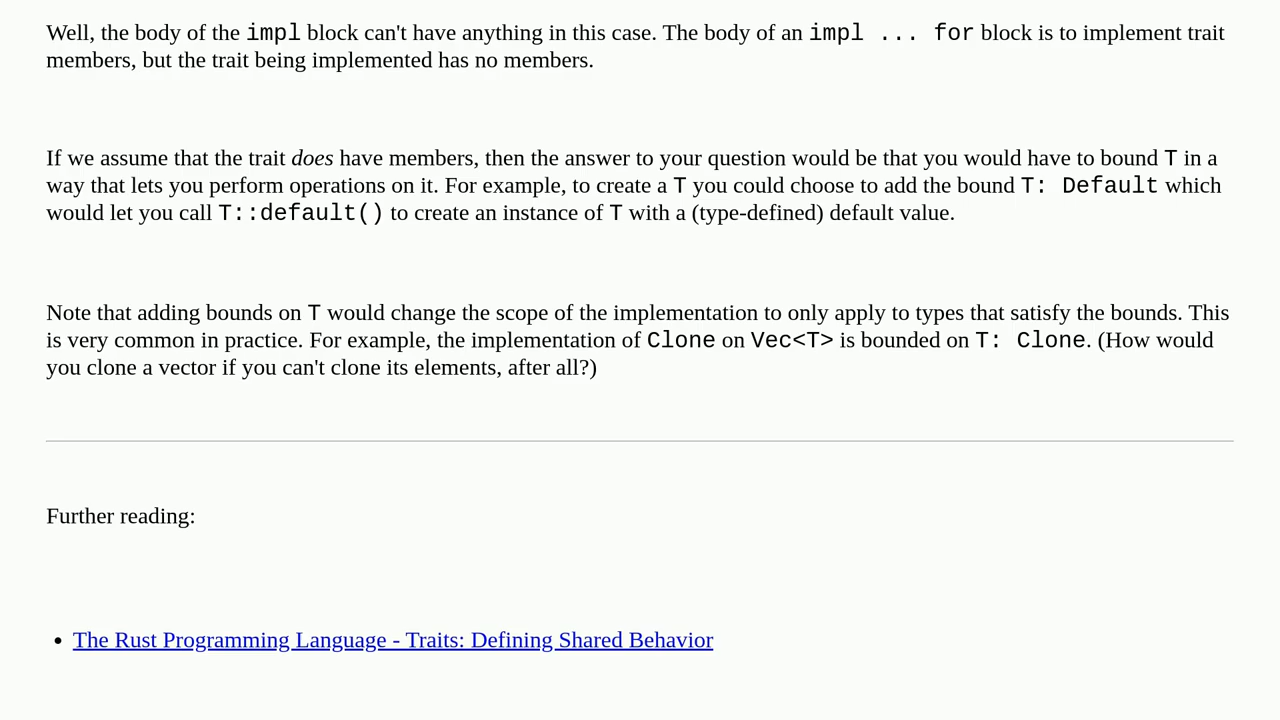 Well, the body of the impl block can't have anything in this case. The body of an impl ... for block is to implement trait
members, but the trait being implemented has no members.
If we assume that the trait does have members, then the answer to your question would be that you would have to bound T in a
way that lets you perform operations on it. For example, to create a T you could choose to add the bound T: Default which
would let you call T::default() to create an instance of T with a (type-defined) default value.
Note that adding bounds on T would change the scope of the implementation to only apply to types that satisfy the bounds. This
is very common in practice. For example, the implementation of Clone on Vec<T> is bounded on T: Clone. (How would
you clone a vector if you can't clone its elements, after all?)
Further reading:
• The Rust Programming Language - Traits: Defining Shared Behavior